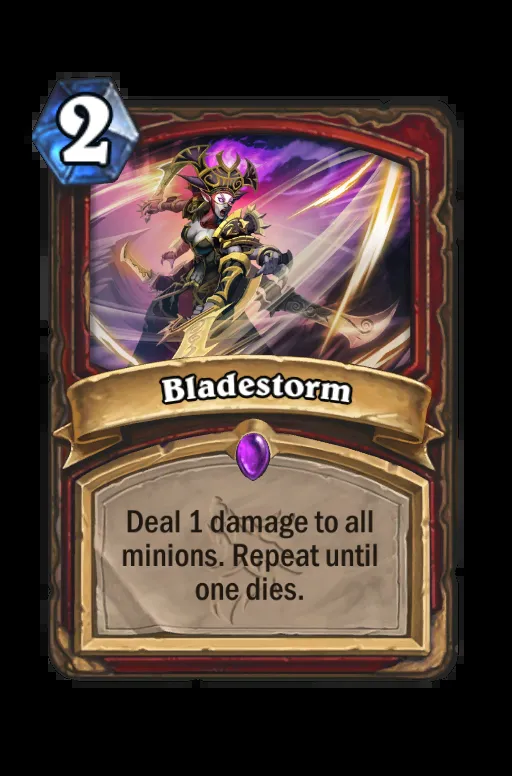 2
Bladestorm
Deal 1 damage to all
minions. Repeat until
one dies.